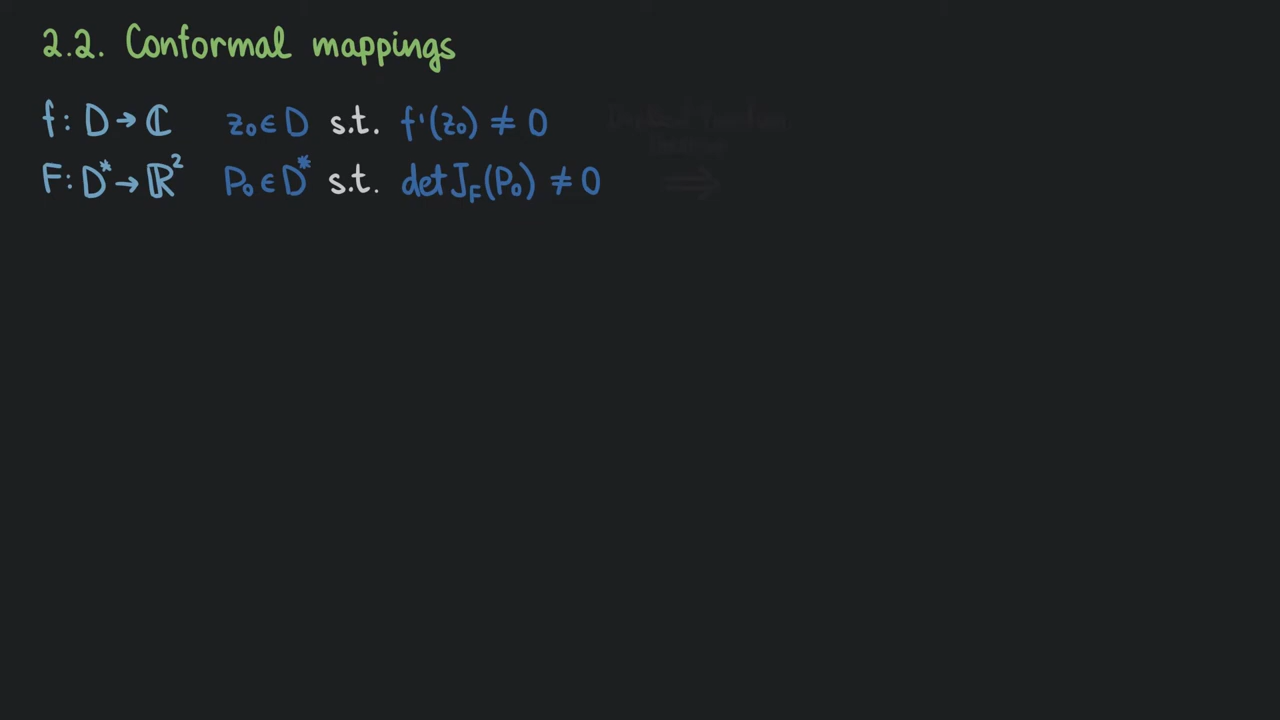 2.2. Conformal mappings
f: D → ℂ z₀ ∈ D s.t. f'(z₀) ≠ 0
F: D* → ℝ² P₀ ∈ D* s.t. det J_F(P₀) ≠ 0 ⟹